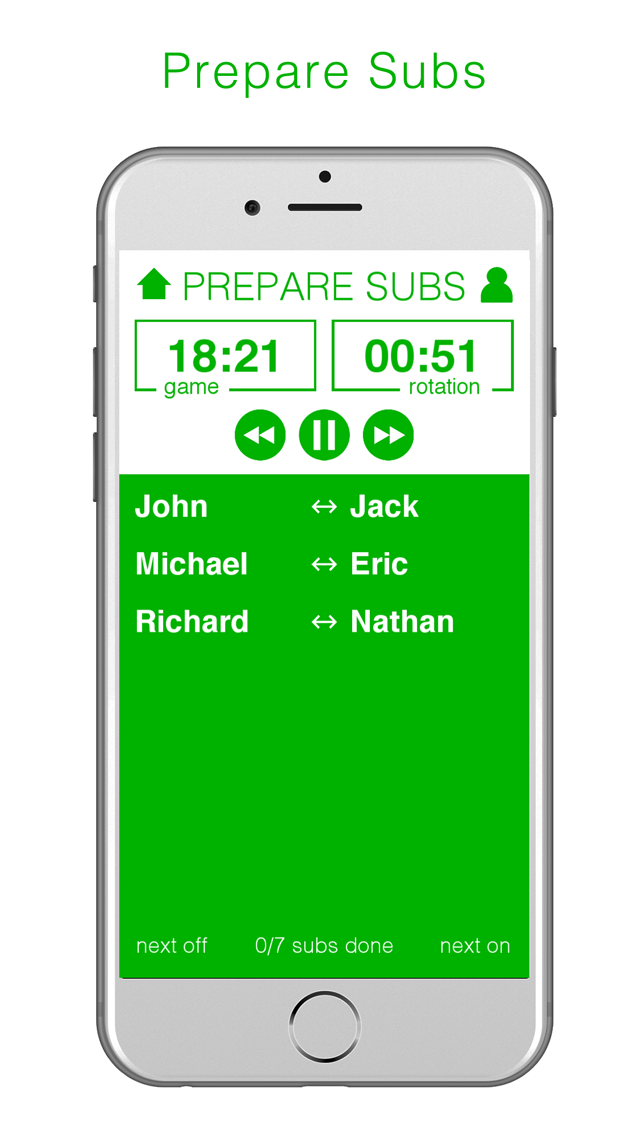 Prepare Subs
PREPARE SUBS
18:21 00:51
game rotation
John ↔ Jack
Michael ↔ Eric
Richard ↔ Nathan
next off 0/7 subs done next on